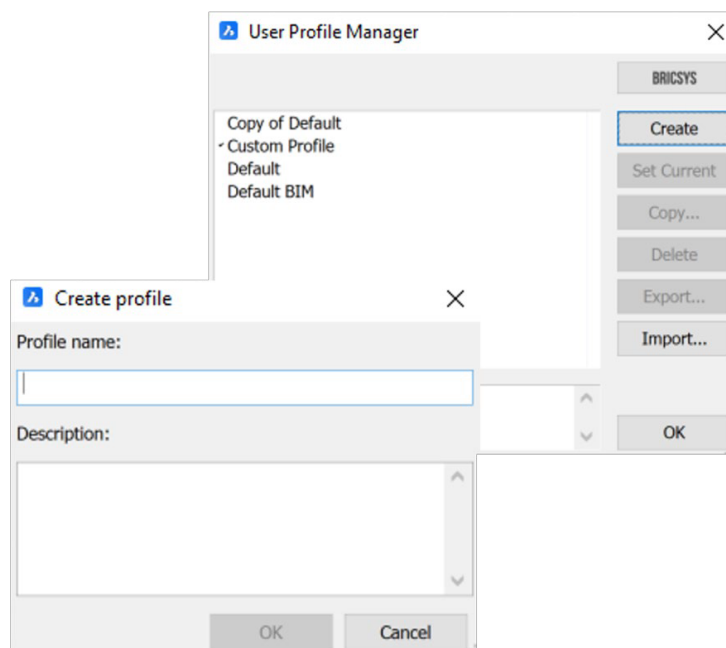 User Profile Manager
BRICSYS
Copy of Default
Custom Profile
Default
Default BIM
Create
Set Current
Copy...
Delete
Export...
Import...
OK
Create profile
Profile name:
Description:
OK
Cancel